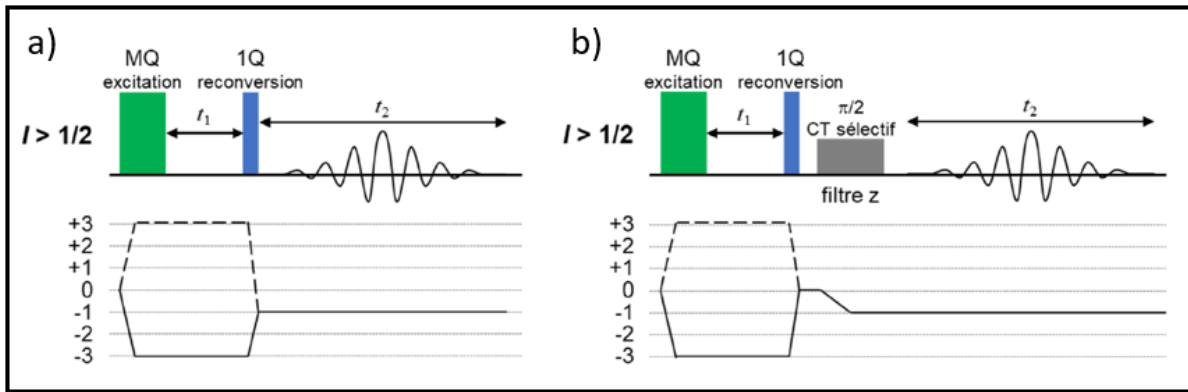 a)
MQ
excitation
1Q
reconversion
t1
t2
I > 1/2
+3
+2
+1
0
-1
-2
-3
b)
MQ
excitation
1Q
reconversion
t1
π/2
CT sélectif
t2
I > 1/2
filtre z
+3
+2
+1
0
-1
-2
-3